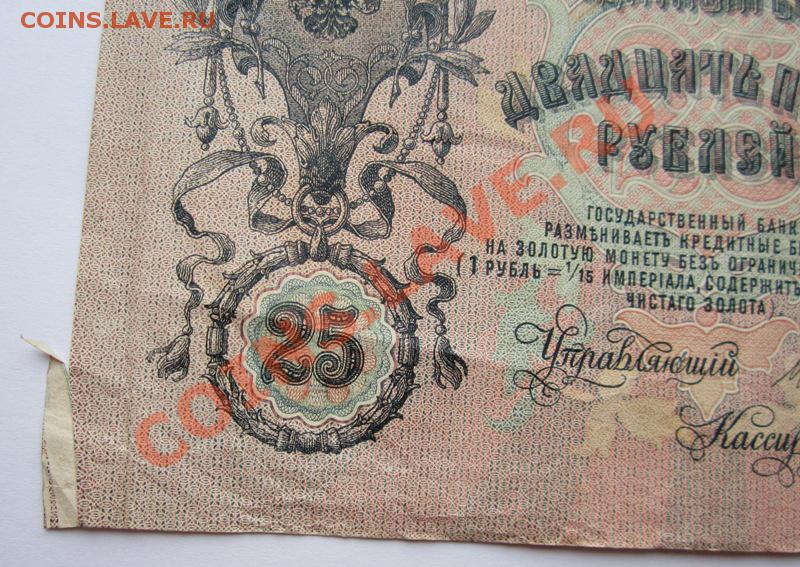 COINS.LAVE.RU
ДВАДЦАТЬ П
РУБЛЕЙ
ГОСУДАРСТВЕННЫЙ БАНК
РАЗМѢНИВАЕТЪ КРЕДИТНЫЕ Б
НА ЗОЛОТУЮ МОНЕТУ БЕЗЪ ОГРАНИЧ
(1 РУБЛЬ = 1/15 ИМПЕРІАЛА, СОДЕРЖИТЪ
ЧИСТАГО ЗОЛОТА).
25
Управляющій
Кассир
COINS.LAVE.RU